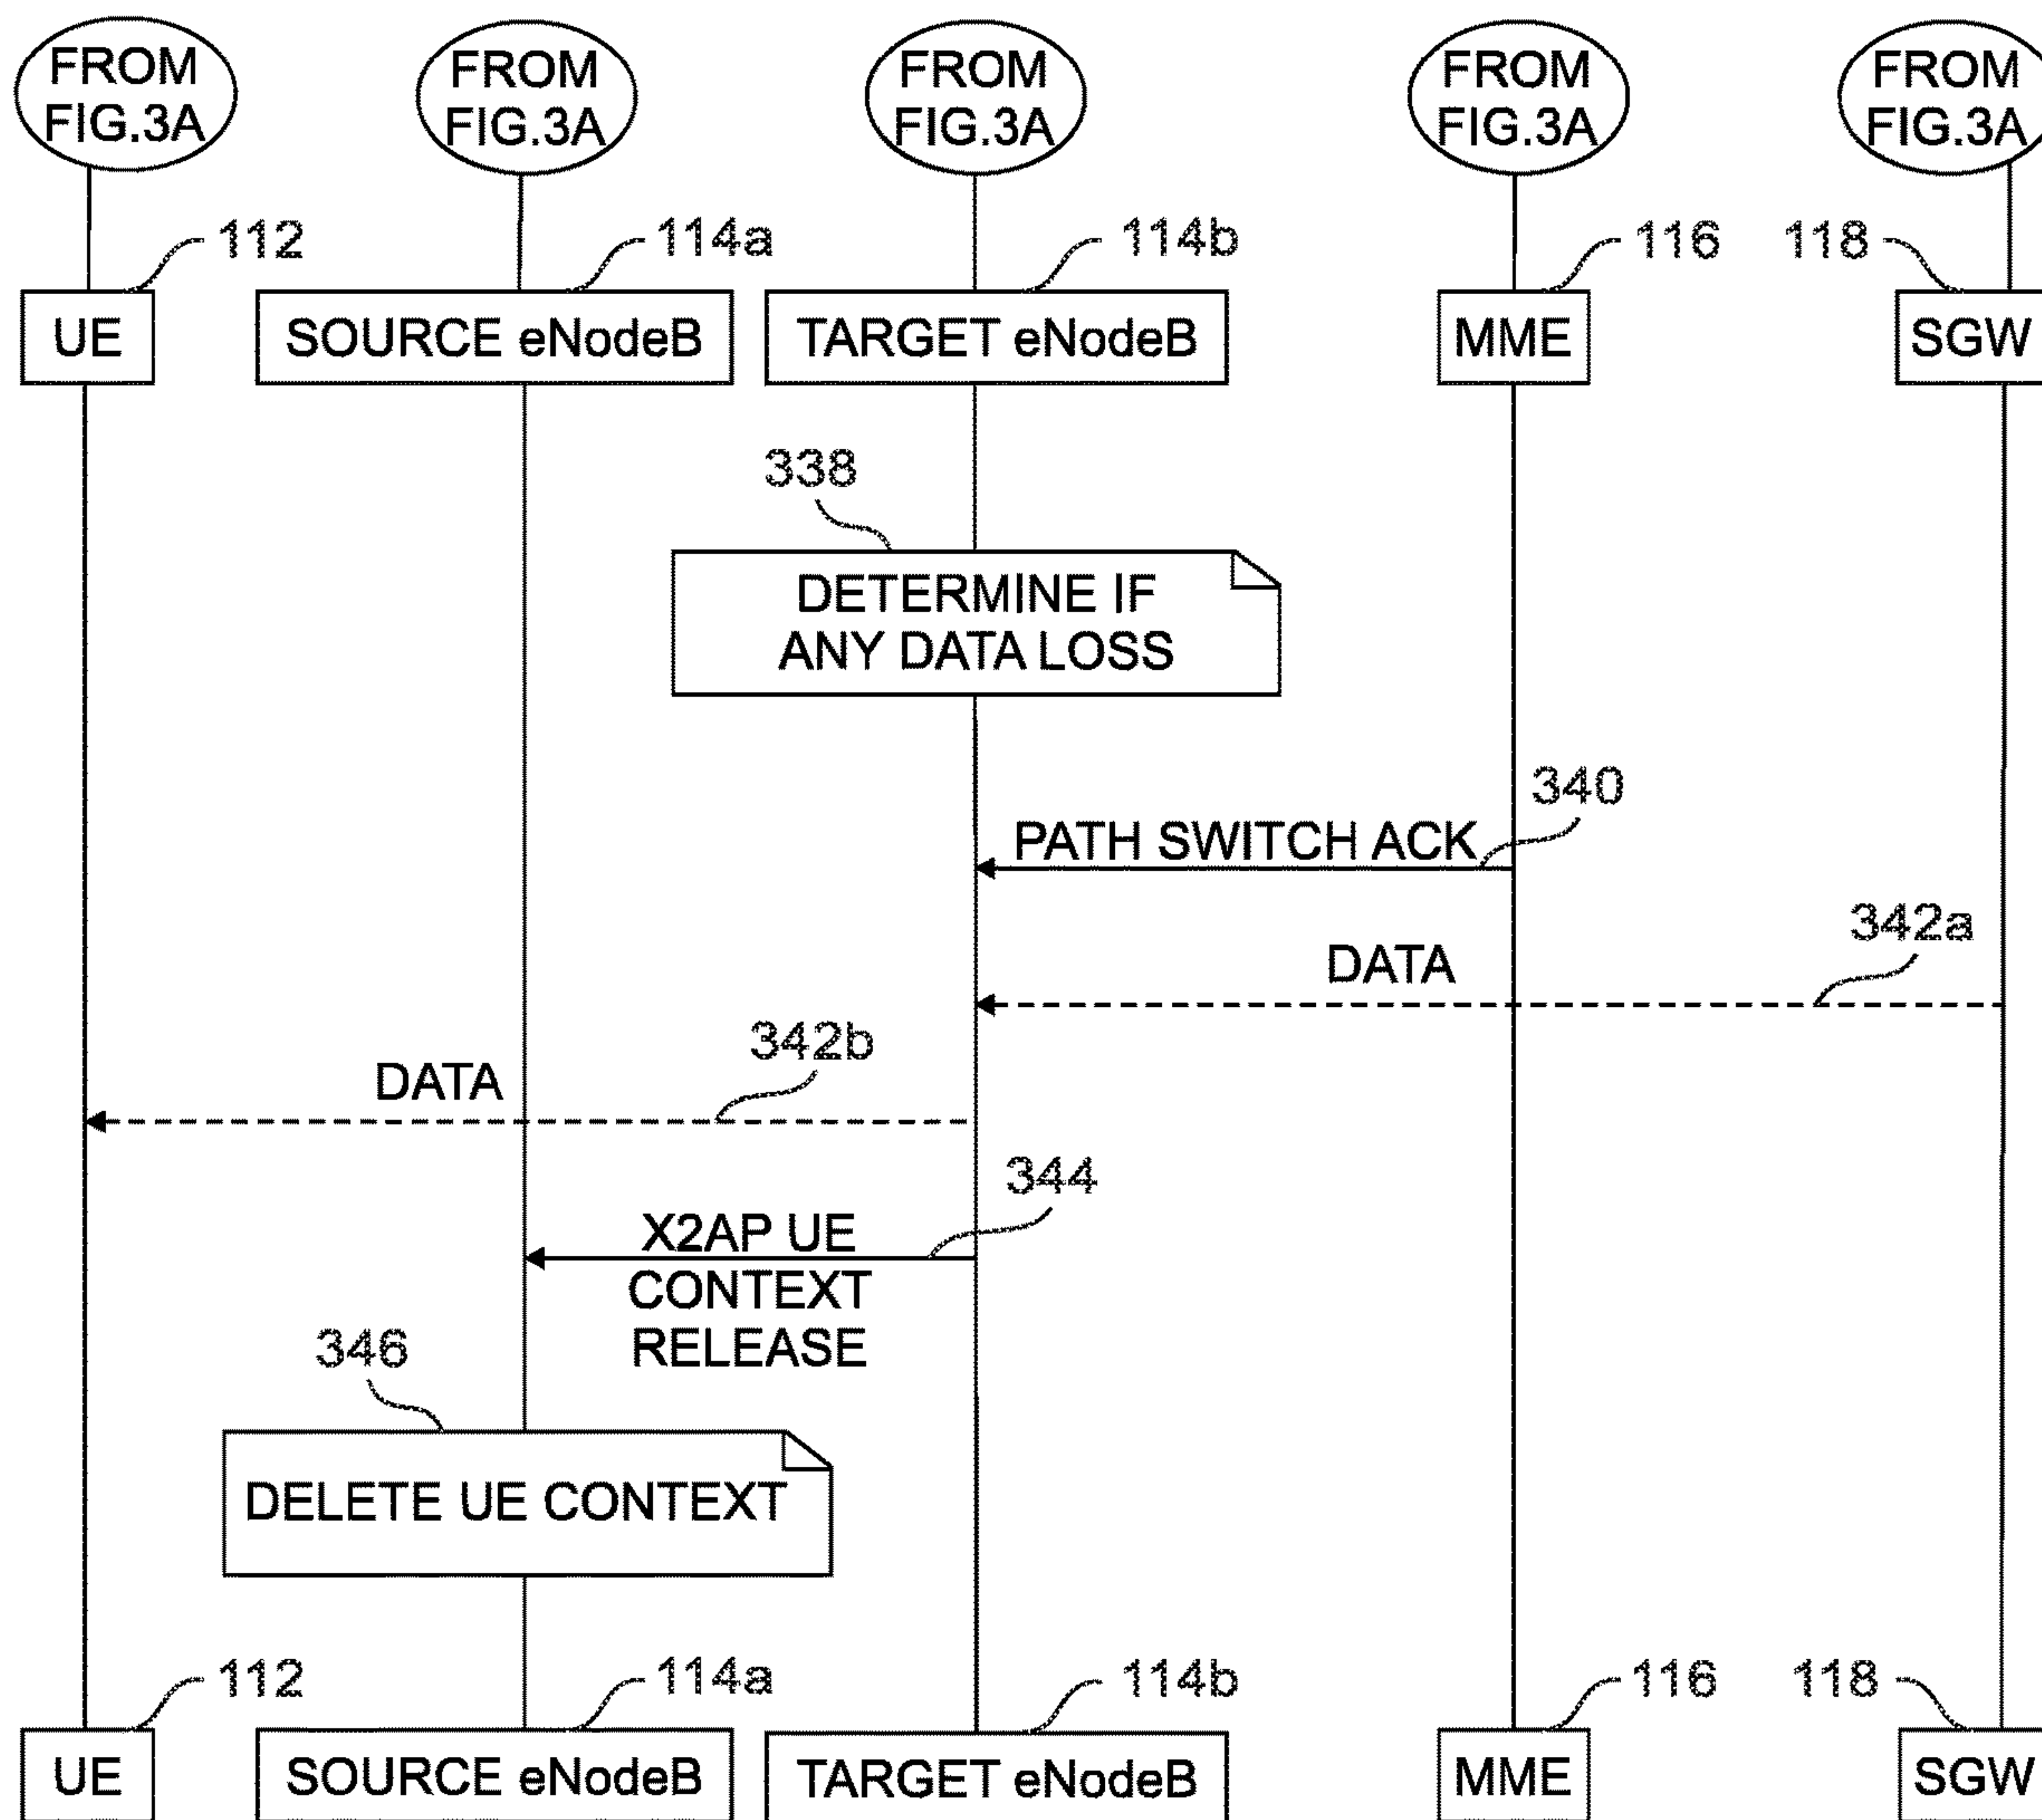 FROM
FIG.3A
FROM
FIG.3A
FROM
FIG.3A
FROM
FIG.3A
FROM
FIG.3A
112
114a
114b
116
118
UE
SOURCE eNodeB
TARGET eNodeB
MME
SGW
338
DETERMINE IF
ANY DATA LOSS
340
PATH SWITCH ACK
342a
DATA
342b
DATA
344
X2AP UE
CONTEXT
RELEASE
346
DELETE UE CONTEXT
112
114a
114b
116
118
UE
SOURCE eNodeB
TARGET eNodeB
MME
SGW